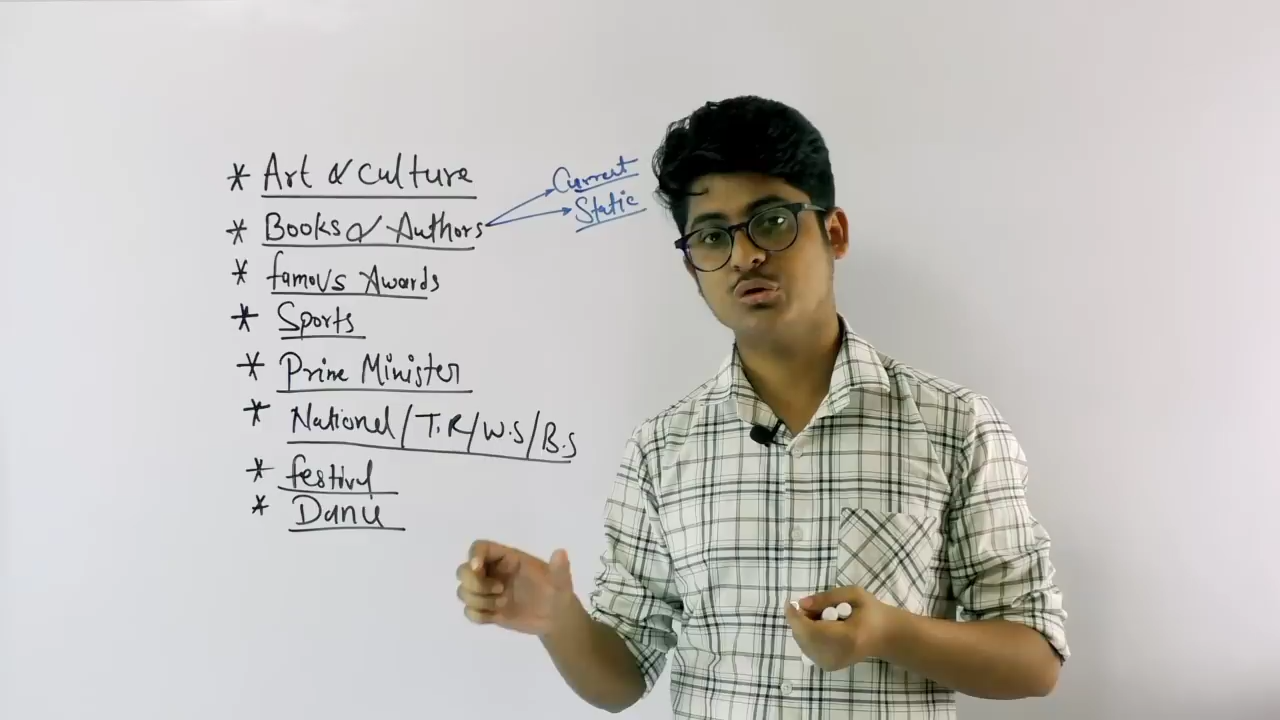 * Art & Culture
* Books & Authors
Current
Static
* famous Awards
* Sports
* Prime Minister
* National/T.R/W.S/B.S
* festival
* Dance